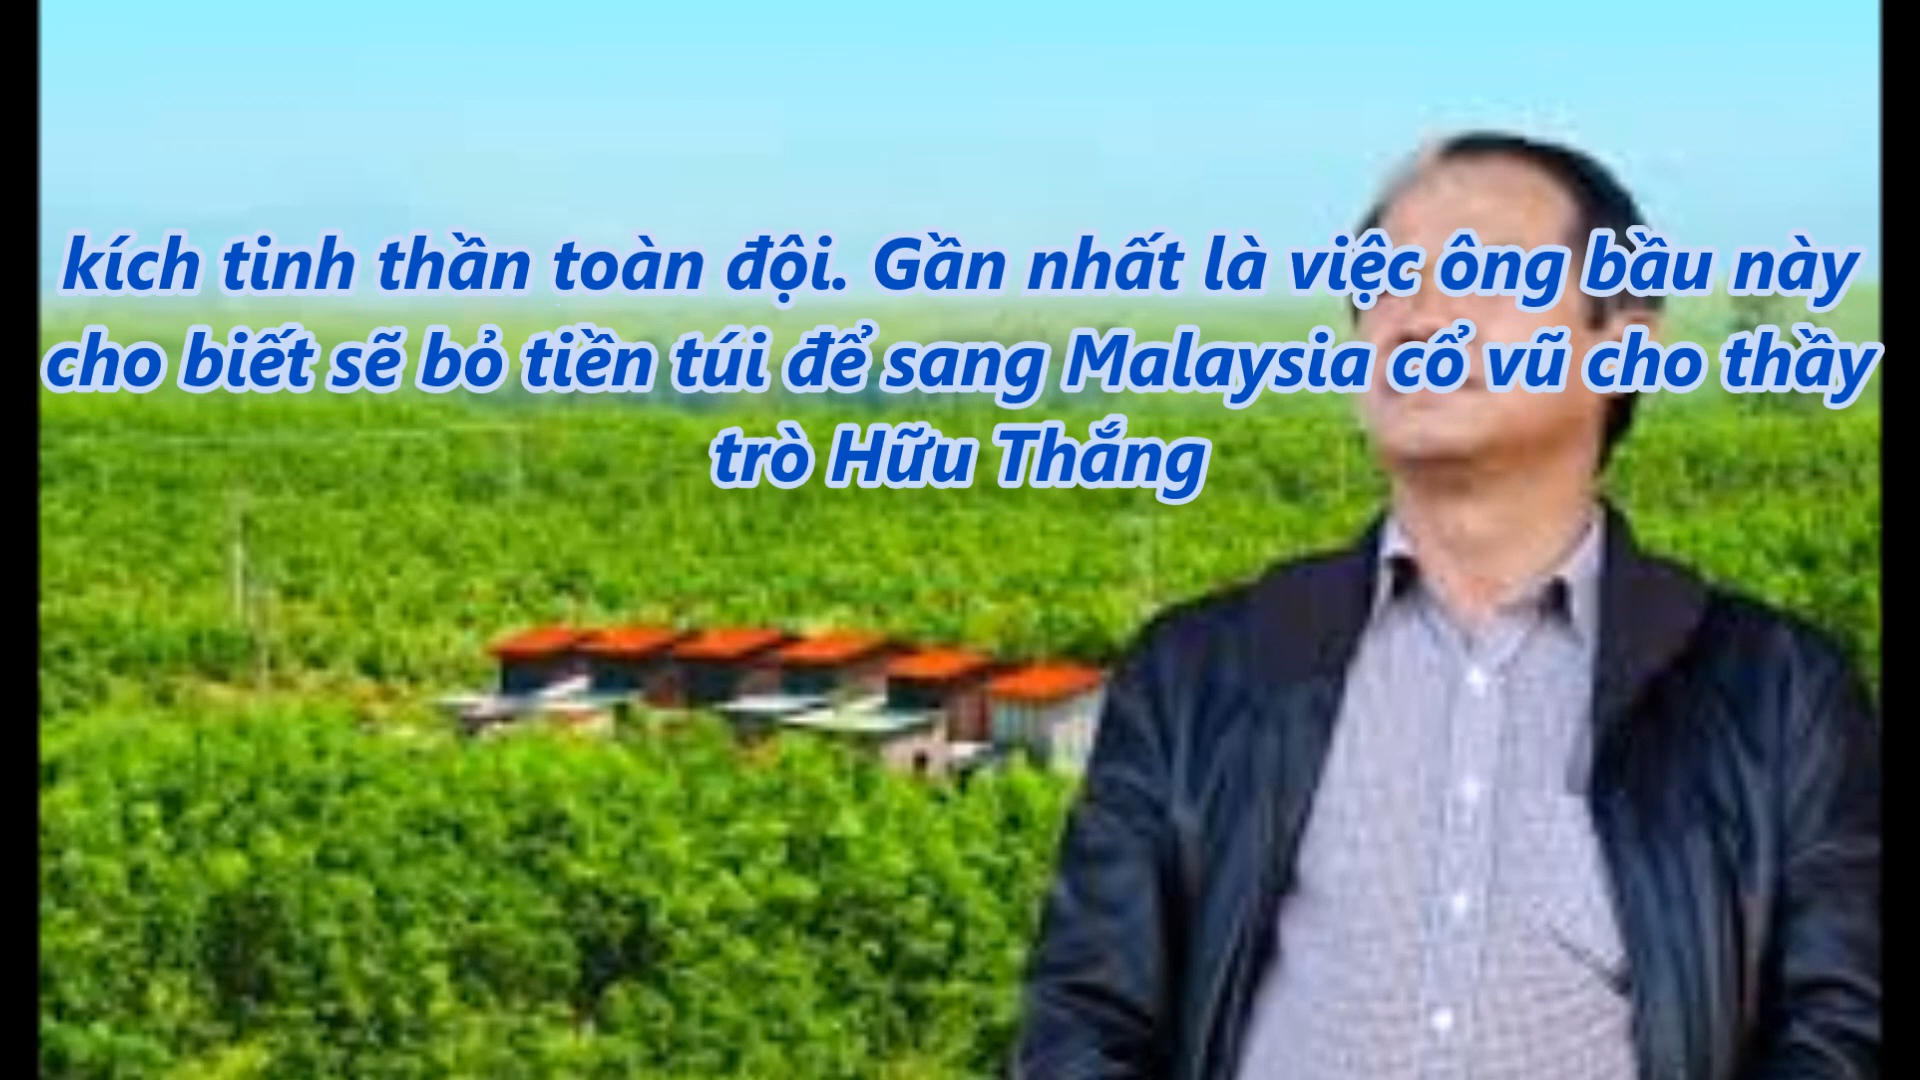 kích tinh thần toàn đội. Gần nhất là việc ông bầu này
cho biết sẽ bỏ tiền túi để sang Malaysia cổ vũ cho thầy
trò Hữu Thắng